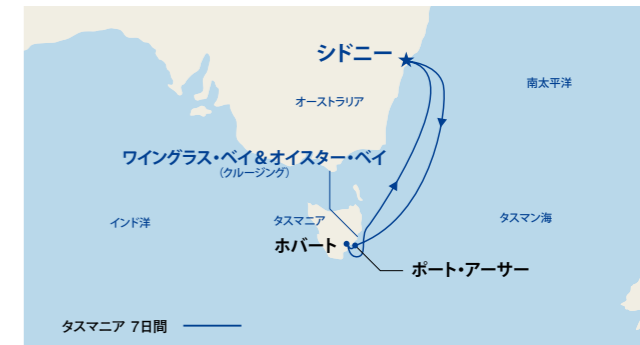 シドニー
南太平洋
オーストラリア
ワイングラス・ベイ&オイスター・ベイ
(クルージング)
インド洋
タスマニア
タスマン海
ホバート
ポート・アーサー
タスマニア 7日間